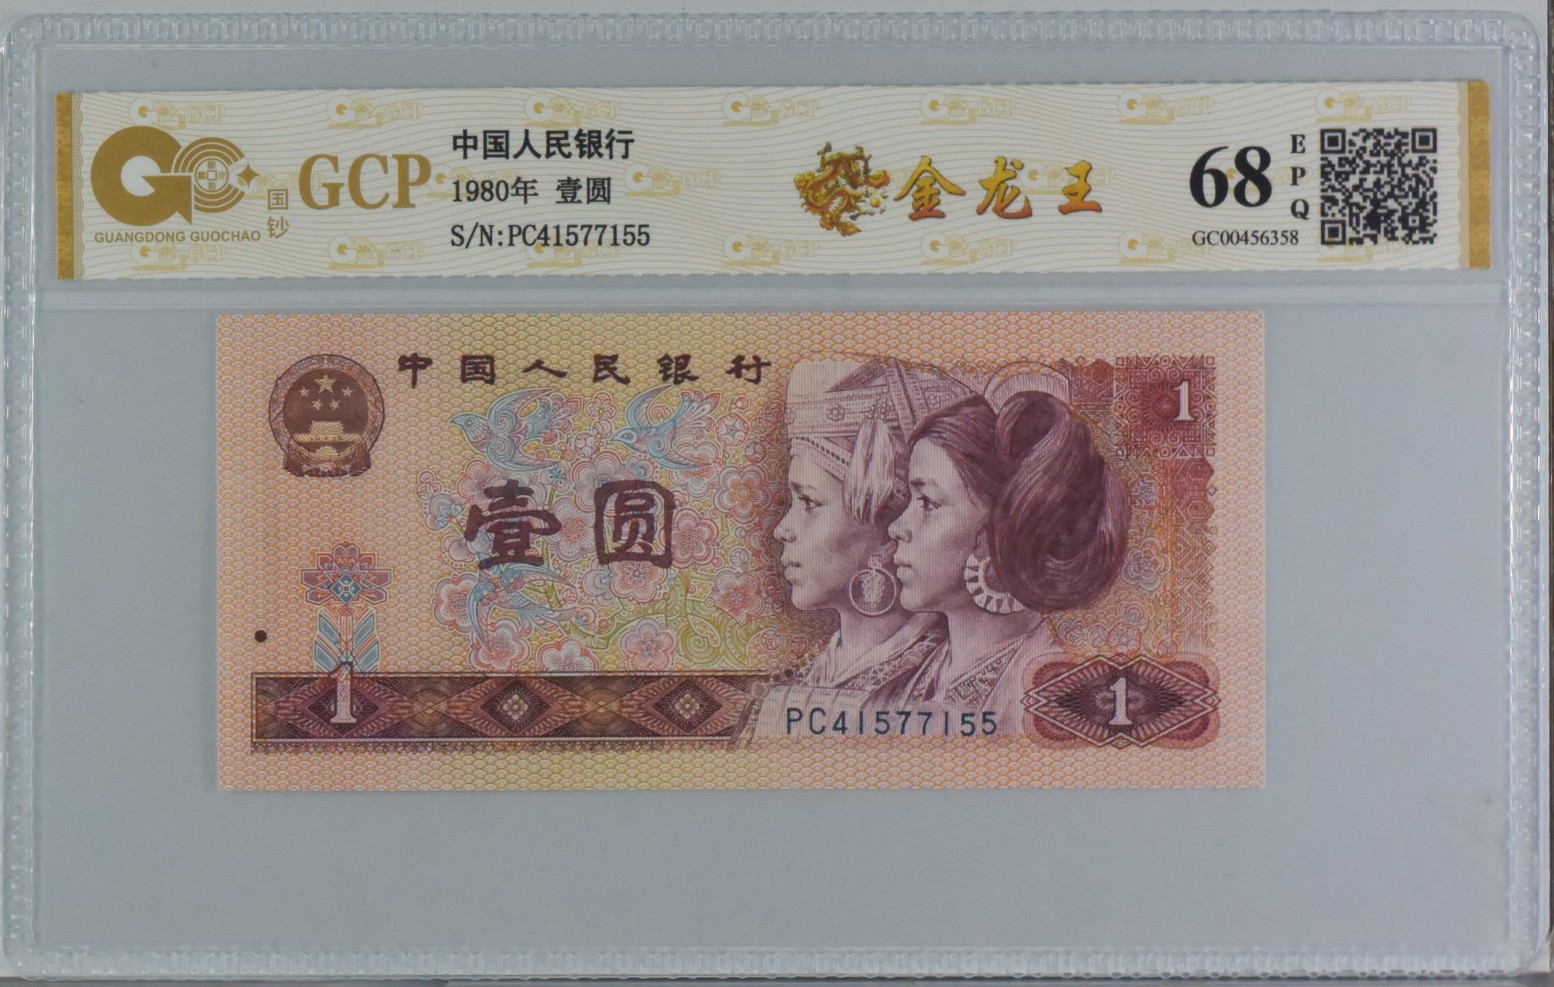 GCP
国钞
GUANGDONG GUOCHAO
中国人民银行
1980年 壹圆
S/N:PC41577155
金龙王
68
EPQ
GC00456358
中国人民银行
1
壹圆
1
PC41577155
1